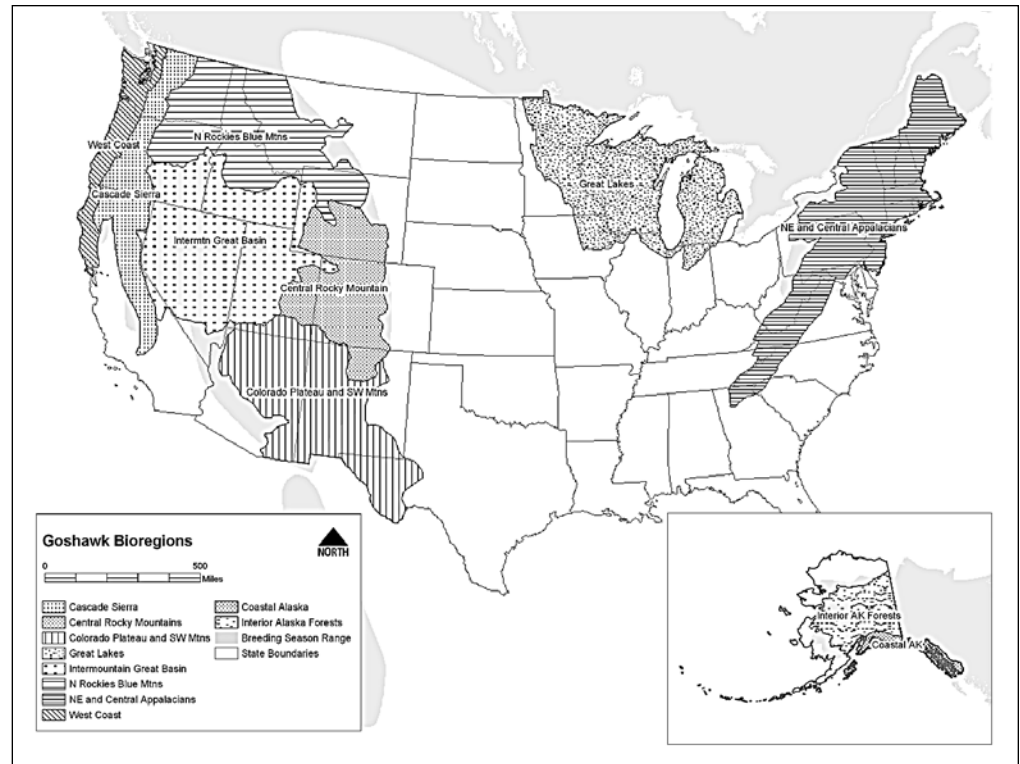 N Rockies Blue Mtns
West Coast
Great Lakes
Cascade Sierra
NE and Central Appalacians
Intermtn Great Basin
Central Rocky Mountain
Colorado Plateau and SW Mtns
Goshawk Bioregions
NORTH
0 500
Miles
Cascade Sierra
Central Rocky Mountains
Colorado Plateau and SW Mtns
Great Lakes
Intermountain Great Basin
N Rockies Blue Mtns
NE and Central Appalacians
West Coast
Coastal Alaska
Interior Alaska Forests
Breeding Season Range
State Boundaries
Interior AK Forests
Coastal AK